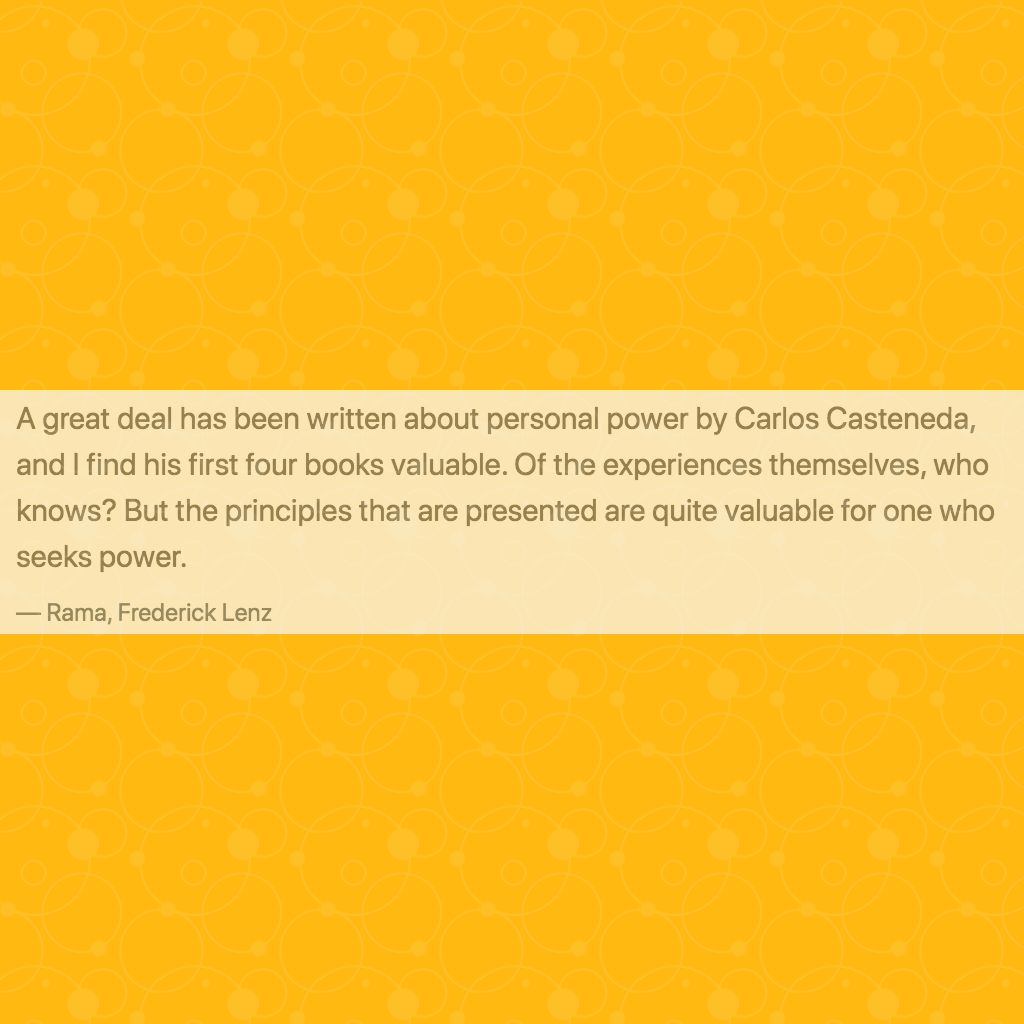 A great deal has been written about personal power by Carlos Casteneda,
and I find his first four books valuable. Of the experiences themselves, who
knows? But the principles that are presented are quite valuable for one who
seeks power.
— Rama, Frederick Lenz